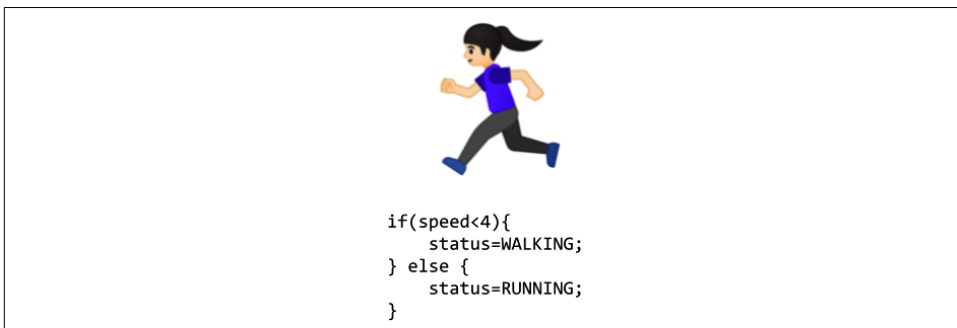 if(speed<4){
    status=WALKING;
} else {
    status=RUNNING;
}